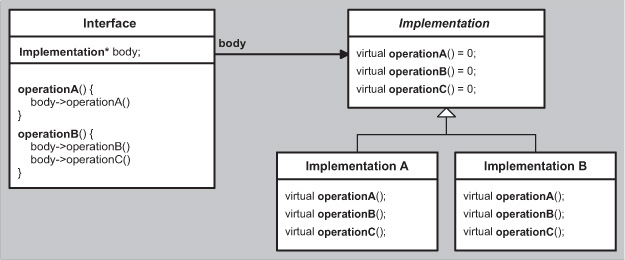 Interface
Implementation* body;
operationA() {
body->operationA()
}
operationB() {
body->operationB()
body->operationC()
}
body
Implementation
virtual operationA() = 0;
virtual operationB() = 0;
virtual operationC() = 0;
Implementation A
virtual operationA();
virtual operationB();
virtual operationC();
Implementation B
virtual operationA();
virtual operationB();
virtual operationC();